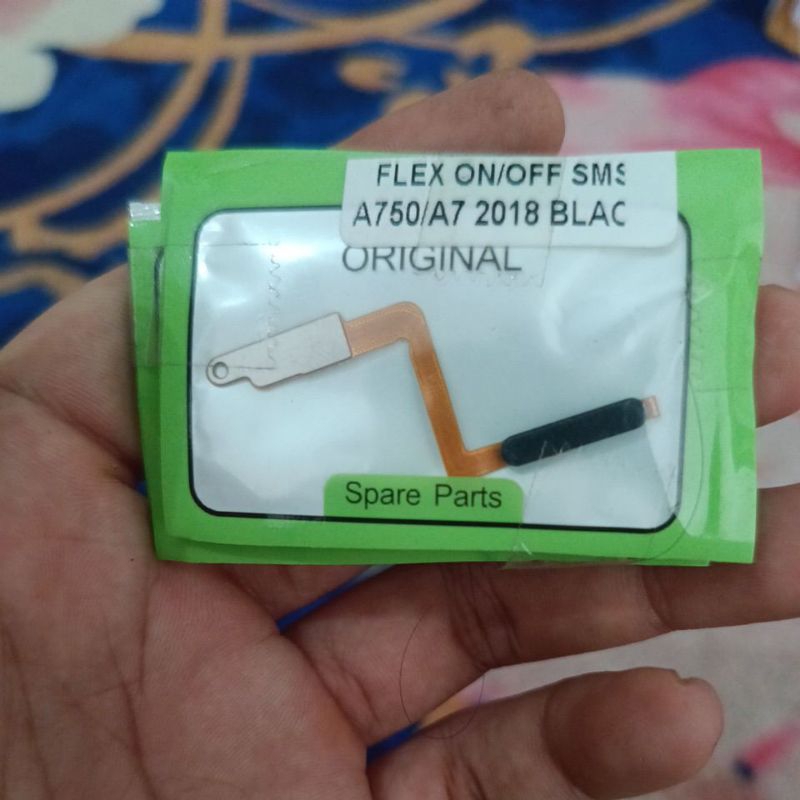 FLEX ON/OFF SMS
A750/A7 2018 BLAC
ORIGINAL
Spare Parts